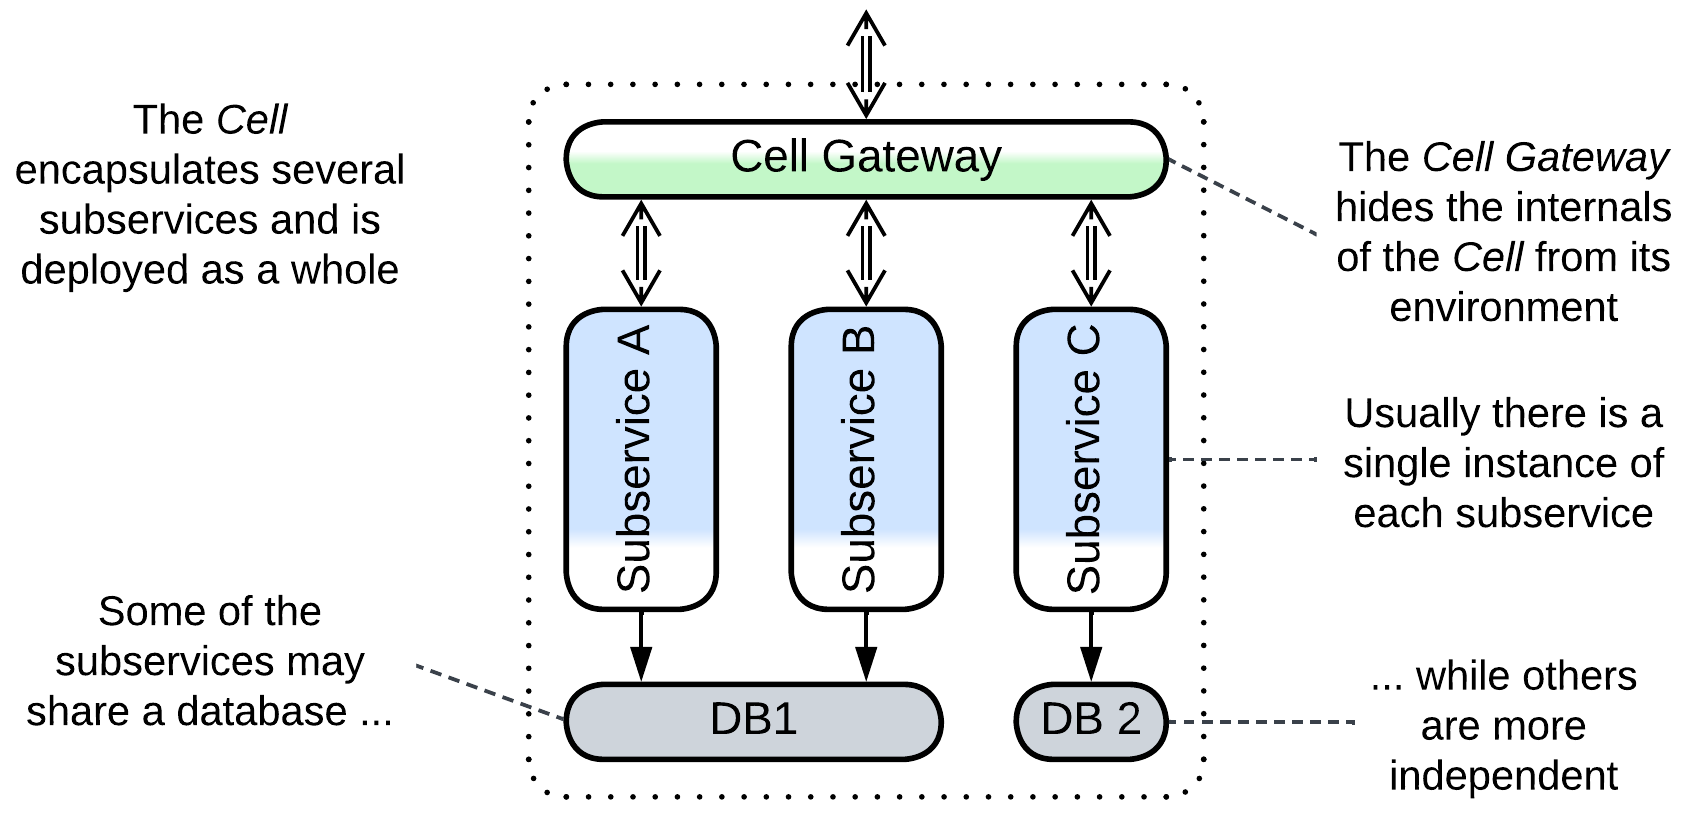 The Cell
encapsulates several
subservices and is
deployed as a whole
Cell Gateway
The Cell Gateway
hides the internals
of the Cell from its
environment
Subservice A
Subservice B
Subservice C
Usually there is a
single instance of
each subservice
Some of the
subservices may
share a database ...
DB1
DB 2
... while others
are more
independent